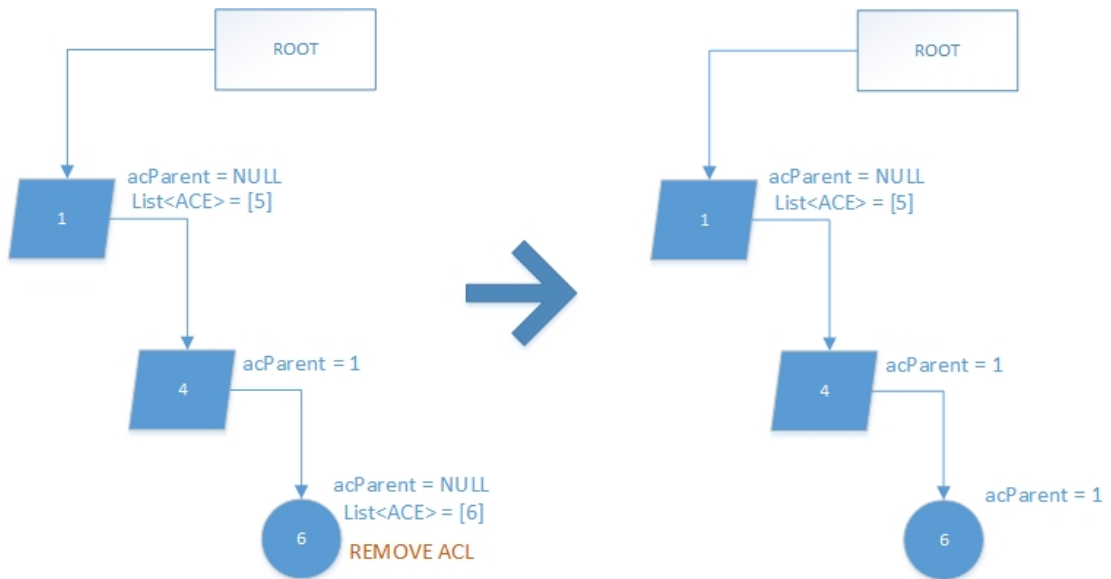 ROOT
acParent = NULL
List<ACE> = [5]
1
acParent = 1
4
acParent = NULL
List<ACE> = [6]
6
REMOVE ACL
ROOT
acParent = NULL
List<ACE> = [5]
1
acParent = 1
4
acParent = 1
6